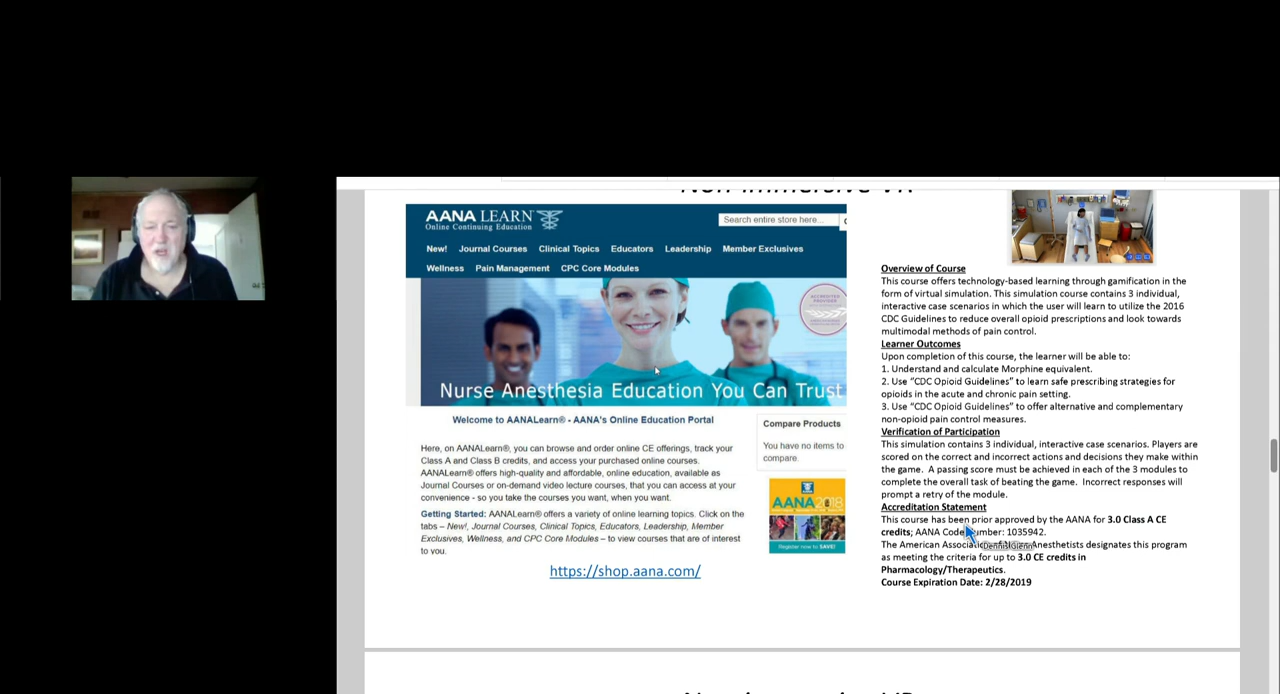 Non-immersive VR
AANA LEARN
Online Continuing Education
Search entire store here...
New! Journal Courses Clinical Topics Educators Leadership Member Exclusives
Wellness Pain Management CPC Core Modules
Nurse Anesthesia Education You Can Trust
Welcome to AANALearn® - AANA's Online Education Portal
Here, on AANALearn®, you can browse and order online CE offerings, track your
Class A and Class B credits, and access your purchased online courses.
AANALearn® offers high-quality and affordable, online education, available as
Journal Courses or on-demand video lecture courses, that you can access at your
convenience - so you take the courses you want, when you want.
Getting Started: AANALearn® offers a variety of online learning topics. Click on the
tabs – New!, Journal Courses, Clinical Topics, Educators, Leadership, Member
Exclusives, Wellness, and CPC Core Modules – to view courses that are of interest
to you.
Compare Products
You have no items to
compare.
AANA2018
Register now to SAVE!
https://shop.aana.com/
Overview of Course
This course offers technology-based learning through gamification in the
form of virtual simulation. This simulation course contains 3 individual,
interactive case scenarios in which the user will learn to utilize the 2016
CDC Guidelines to reduce overall opioid prescriptions and look towards
multimodal methods of pain control.
Learner Outcomes
Upon completion of this course, the learner will be able to:
1. Understand and calculate Morphine equivalent.
2. Use “CDC Opioid Guidelines” to learn safe prescribing strategies for
opioids in the acute and chronic pain setting.
3. Use “CDC Opioid Guidelines” to offer alternative and complementary
non-opioid pain control measures.
Verification of Participation
This simulation contains 3 individual, interactive case scenarios. Players are
scored on the correct and incorrect actions and decisions they make within
the game. A passing score must be achieved in each of the 3 modules to
complete the overall task of beating the game. Incorrect responses will
prompt a retry of the module.
Accreditation Statement
This course has been prior approved by the AANA for 3.0 Class A CE
credits; AANA Code Number: 1035942.
The American Association Anesthetists designates this program
Dennis Glenn
as meeting the criteria for up to 3.0 CE credits in
Pharmacology/Therapeutics.
Course Expiration Date: 2/28/2019